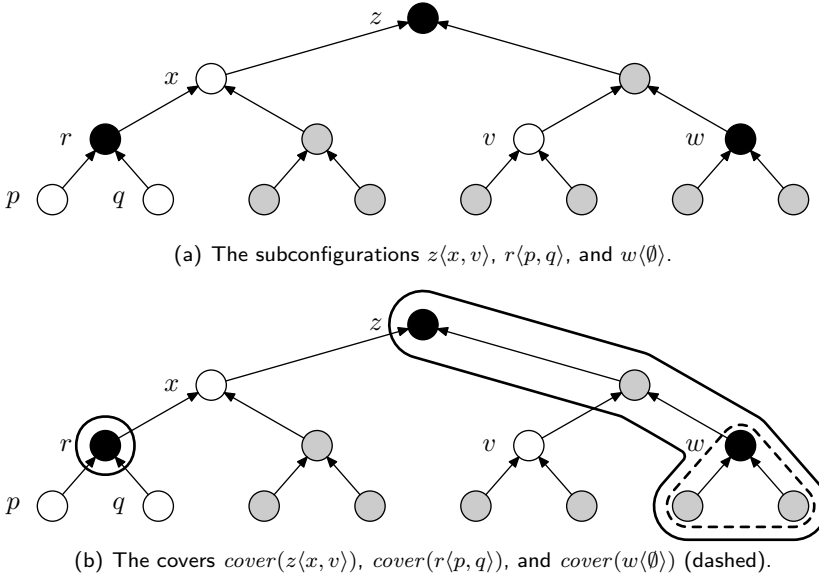 z
x
r
v
w
p
q
(a) The subconfigurations z⟨x, v⟩, r⟨p, q⟩, and w⟨∅⟩.
z
x
r
v
w
p
q
(b) The covers cover(z⟨x, v⟩), cover(r⟨p, q⟩), and cover(w⟨∅⟩) (dashed).